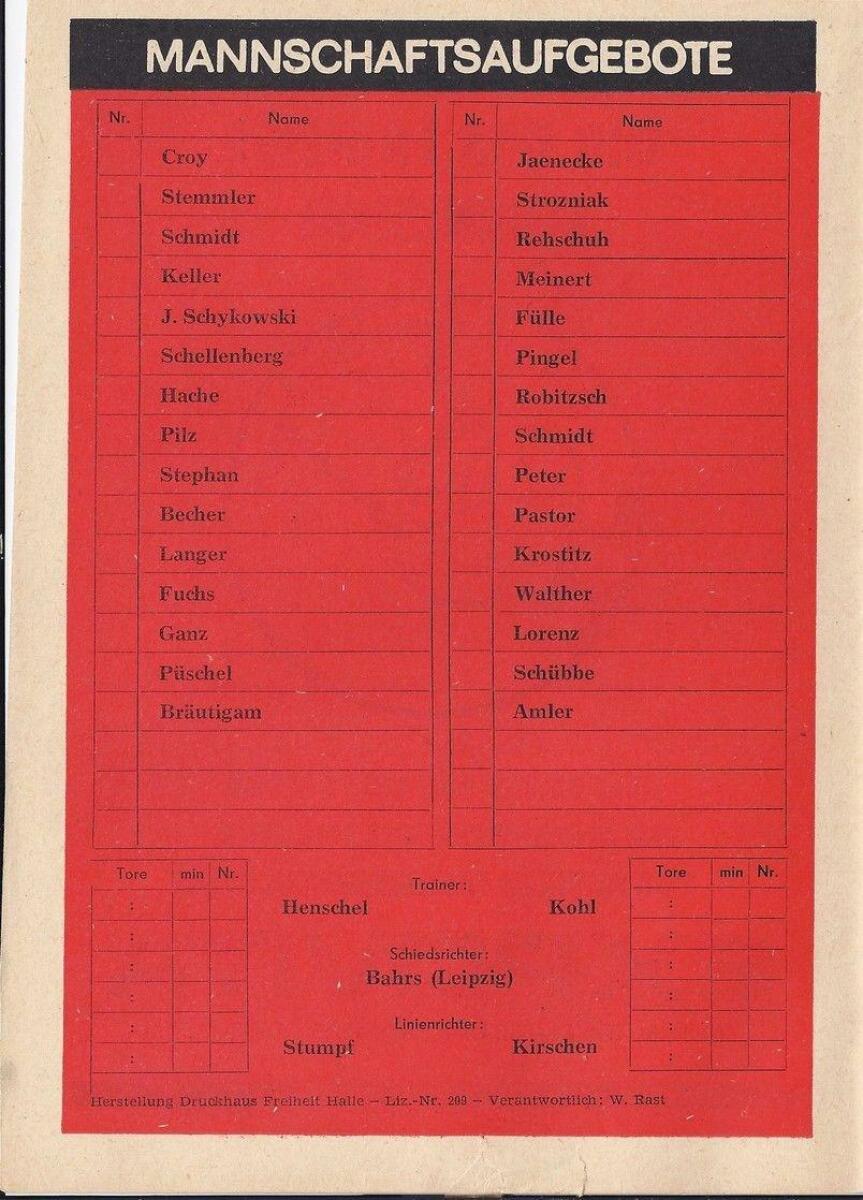 MANNSCHAFTSAUFGEBOTE
Nr. Name
Croy
Stemmler
Schmidt
Keller
J. Schykowski
Schellenberg
Hache
Pilz
Stephan
Becher
Langer
Fuchs
Ganz
Püschel
Bräutigam
Nr. Name
Jaenecke
Strozniak
Rehschuh
Meinert
Fülle
Pingel
Robitzsch
Schmidt
Peter
Pastor
Krostitz
Walther
Lorenz
Schübbe
Amler
Tore min Nr.
:
:
:
:
:
:
Trainer:
Henschel Kohl
Schiedsrichter:
Bahrs (Leipzig)
Linienrichter:
Stumpf Kirschen
Tore min Nr.
:
:
:
:
:
:
Herstellung Druckhaus Freiheit Halle – Liz.-Nr. 209 – Verantwortlich: W. Rast